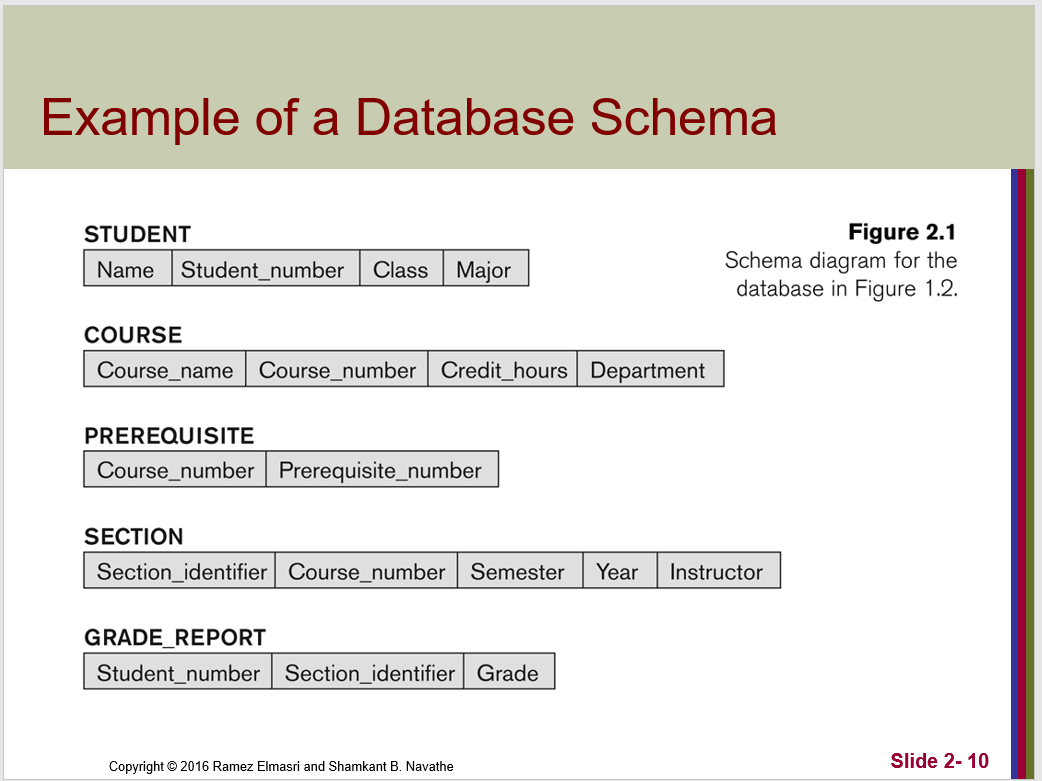 Example of a Database Schema
STUDENT
Name Student_number Class Major
Figure 2.1
Schema diagram for the
database in Figure 1.2.
COURSE
Course_name Course_number Credit_hours Department
PREREQUISITE
Course_number Prerequisite_number
SECTION
Section_identifier Course_number Semester Year Instructor
GRADE_REPORT
Student_number Section_identifier Grade
Copyright © 2016 Ramez Elmasri and Shamkant B. Navathe
Slide 2- 10